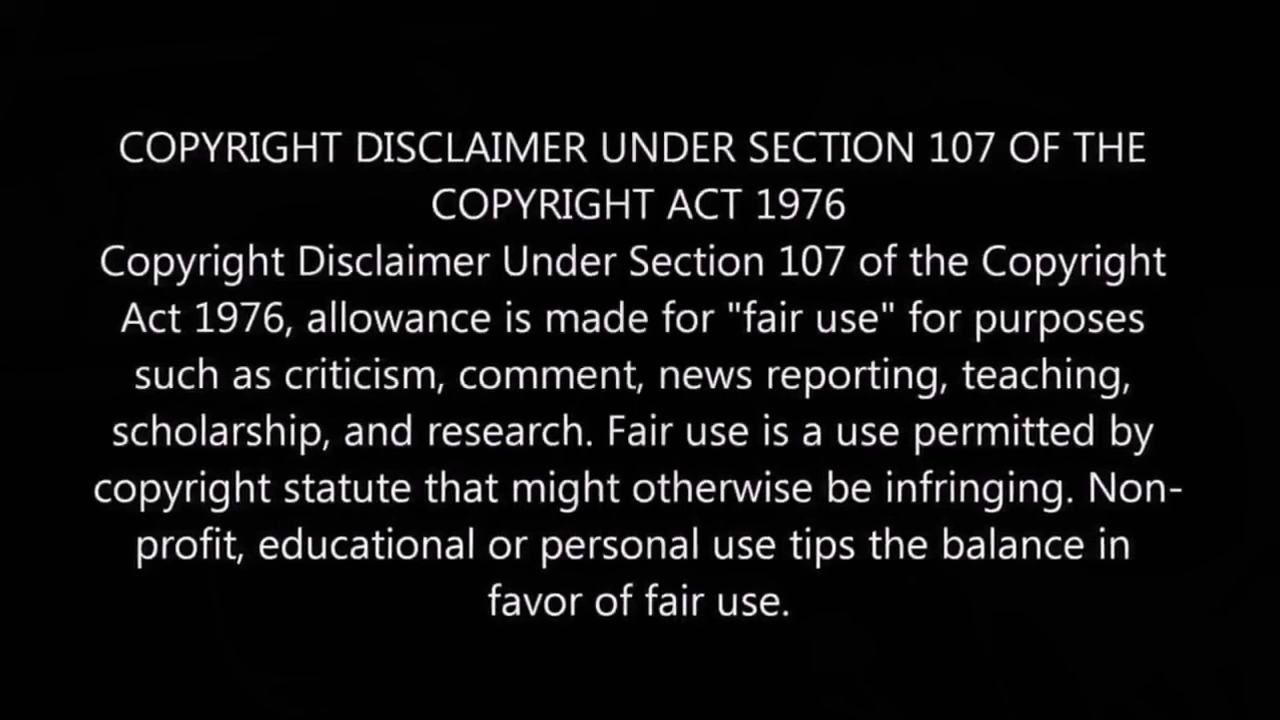 COPYRIGHT DISCLAIMER UNDER SECTION 107 OF THE
COPYRIGHT ACT 1976
Copyright Disclaimer Under Section 107 of the Copyright
Act 1976, allowance is made for "fair use" for purposes
such as criticism, comment, news reporting, teaching,
scholarship, and research. Fair use is a use permitted by
copyright statute that might otherwise be infringing. Non-
profit, educational or personal use tips the balance in
favor of fair use.